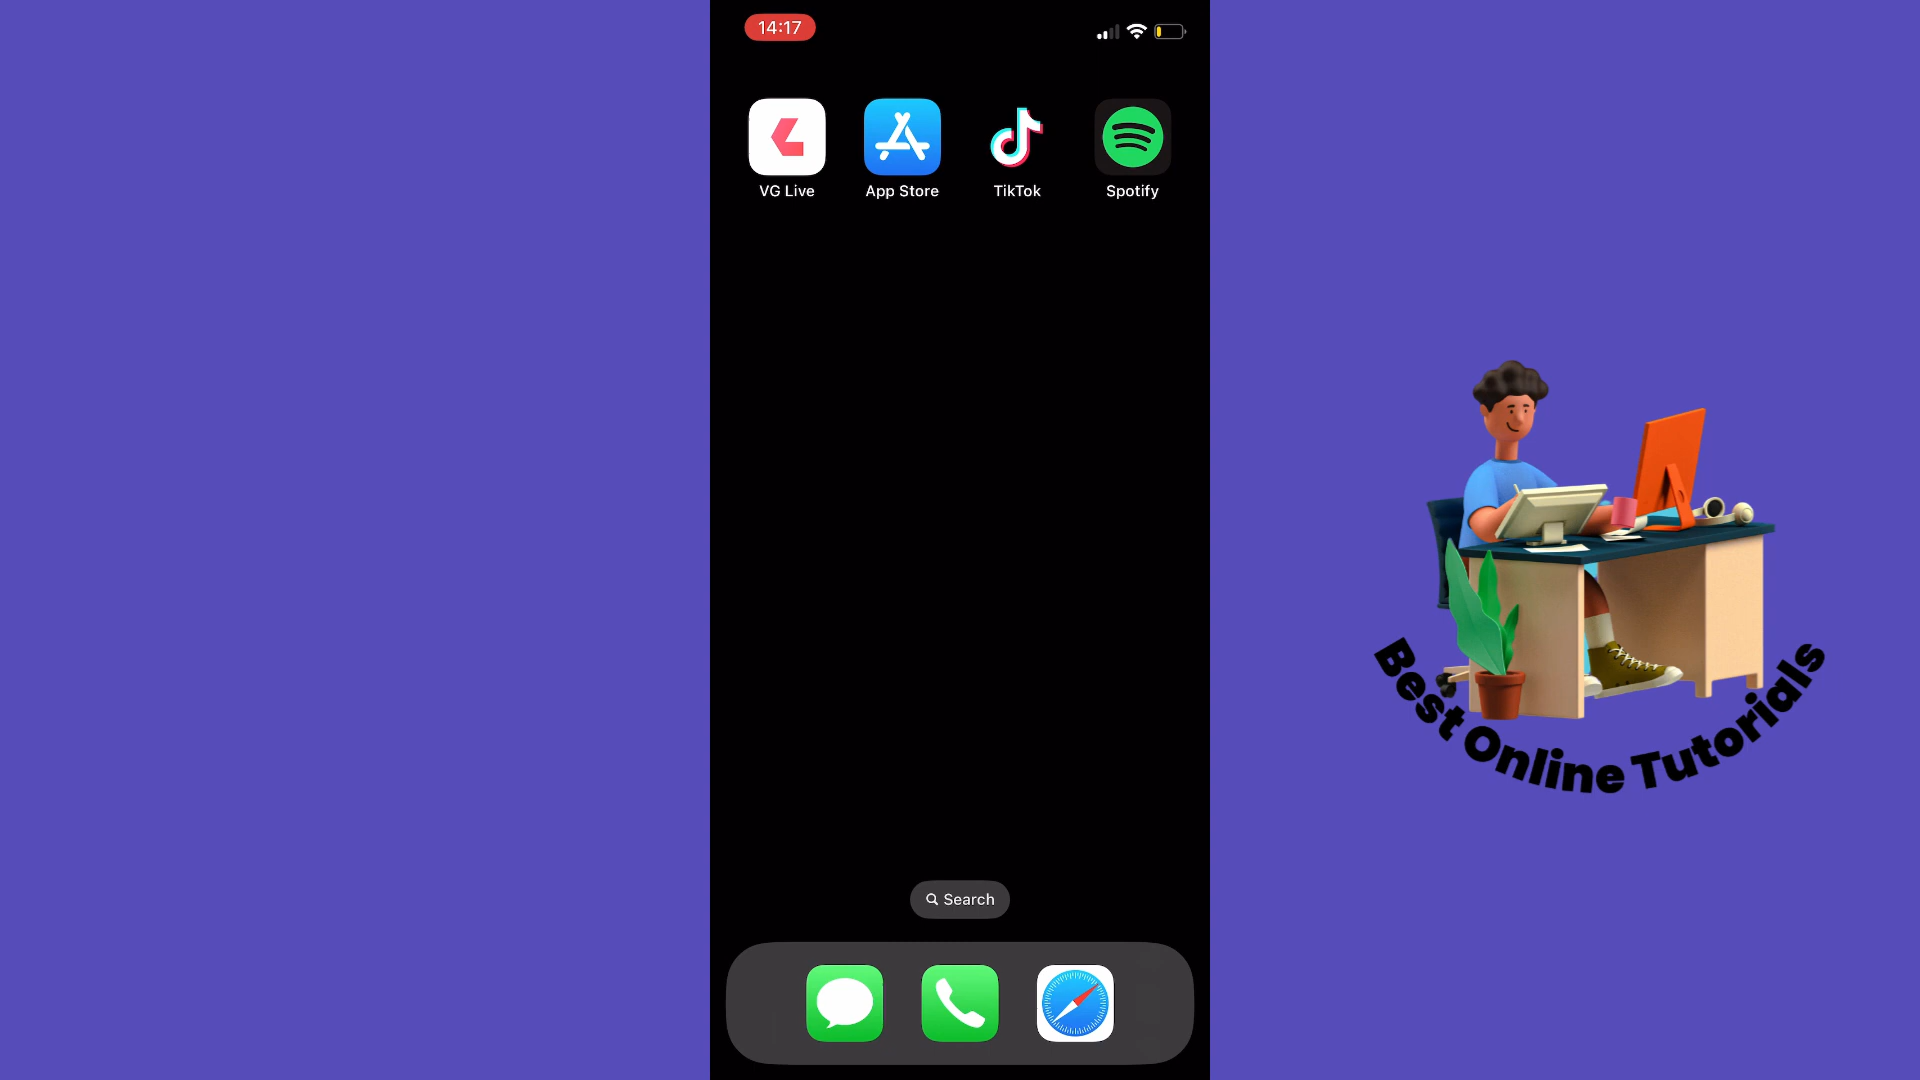 14:17
VG Live
App Store
TikTok
Spotify
Search
Best Online Tutorials